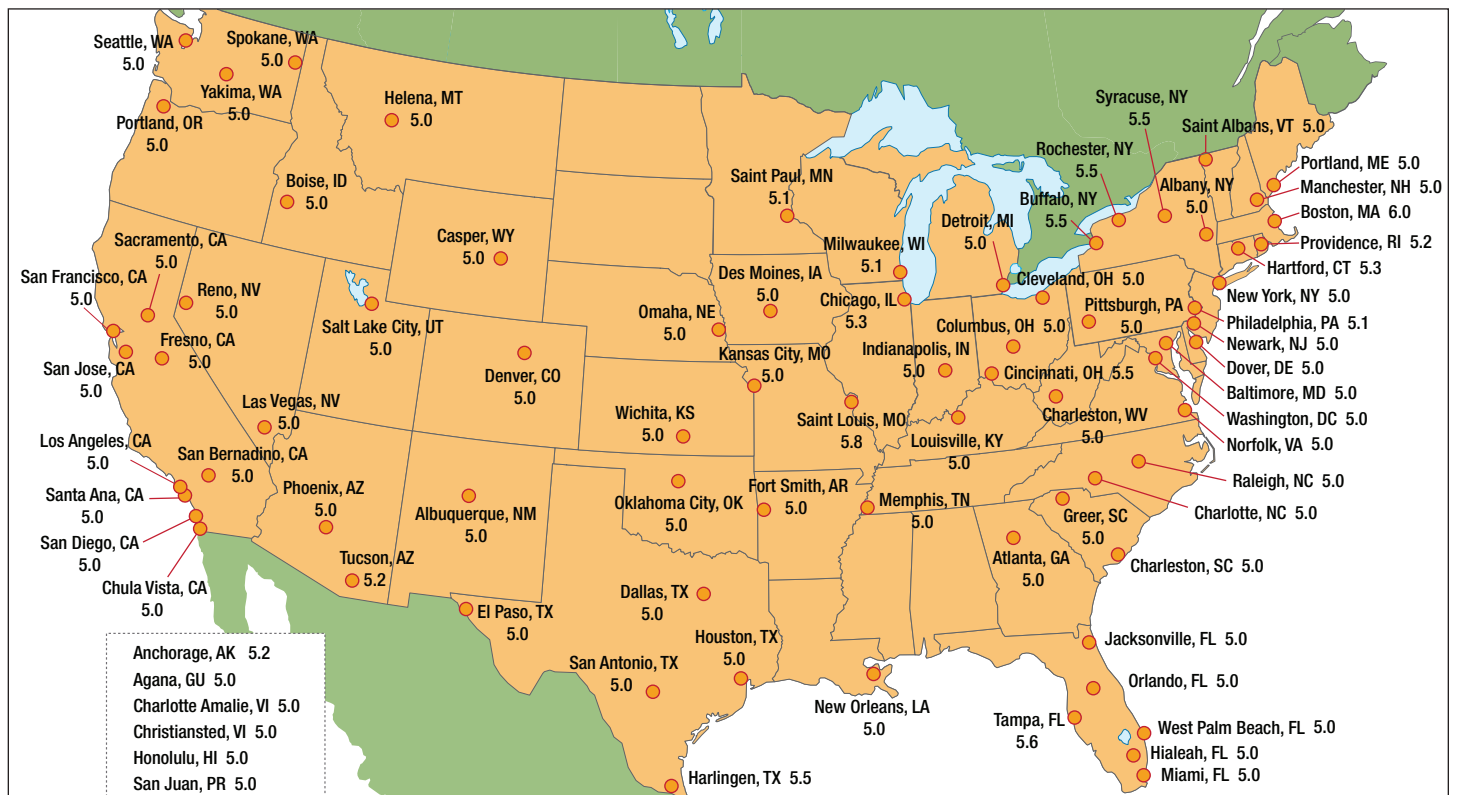 Seattle, WA
5.0
Spokane, WA
5.0
Yakima, WA
5.0
Portland, OR
5.0
Helena, MT
5.0
Boise, ID
5.0
Casper, WY
5.0
Sacramento, CA
5.0
San Francisco, CA
5.0
Reno, NV
5.0
Fresno, CA
5.0
San Jose, CA
5.0
Salt Lake City, UT
5.0
Denver, CO
5.0
Las Vegas, NV
5.0
Los Angeles, CA
5.0
San Bernadino, CA
5.0
Santa Ana, CA
5.0
San Diego, CA
5.0
Chula Vista, CA
5.0
Phoenix, AZ
5.0
Tucson, AZ
5.2
Albuquerque, NM
5.0
El Paso, TX
5.0
Saint Paul, MN
5.1
Milwaukee, WI
5.1
Des Moines, IA
5.0
Chicago, IL
5.3
Omaha, NE
5.0
Kansas City, MO
5.0
Wichita, KS
5.0
Saint Louis, MO
5.8
Oklahoma City, OK
5.0
Fort Smith, AR
5.0
Memphis, TN
5.0
Dallas, TX
5.0
Houston, TX
5.0
San Antonio, TX
5.0
Harlingen, TX 5.5
New Orleans, LA
5.0
Detroit, MI
5.0
Cleveland, OH 5.0
Columbus, OH 5.0
Indianapolis, IN
5.0
Cincinnati, OH 5.5
Louisville, KY
5.0
Charleston, WV
5.0
Pittsburgh, PA
5.0
Buffalo, NY
5.5
Rochester, NY
5.5
Syracuse, NY
5.5
Albany, NY
5.0
Saint Albans, VT 5.0
Portland, ME 5.0
Manchester, NH 5.0
Boston, MA 6.0
Providence, RI 5.2
Hartford, CT 5.3
New York, NY 5.0
Philadelphia, PA 5.1
Newark, NJ 5.0
Dover, DE 5.0
Baltimore, MD 5.0
Washington, DC 5.0
Norfolk, VA 5.0
Raleigh, NC 5.0
Charlotte, NC 5.0
Greer, SC
5.0
Atlanta, GA
5.0
Charleston, SC 5.0
Jacksonville, FL 5.0
Orlando, FL 5.0
Tampa, FL
5.6
West Palm Beach, FL 5.0
Hialeah, FL 5.0
Miami, FL 5.0
Anchorage, AK 5.2
Agana, GU 5.0
Charlotte Amalie, VI 5.0
Christiansted, VI 5.0
Honolulu, HI 5.0
San Juan, PR 5.0